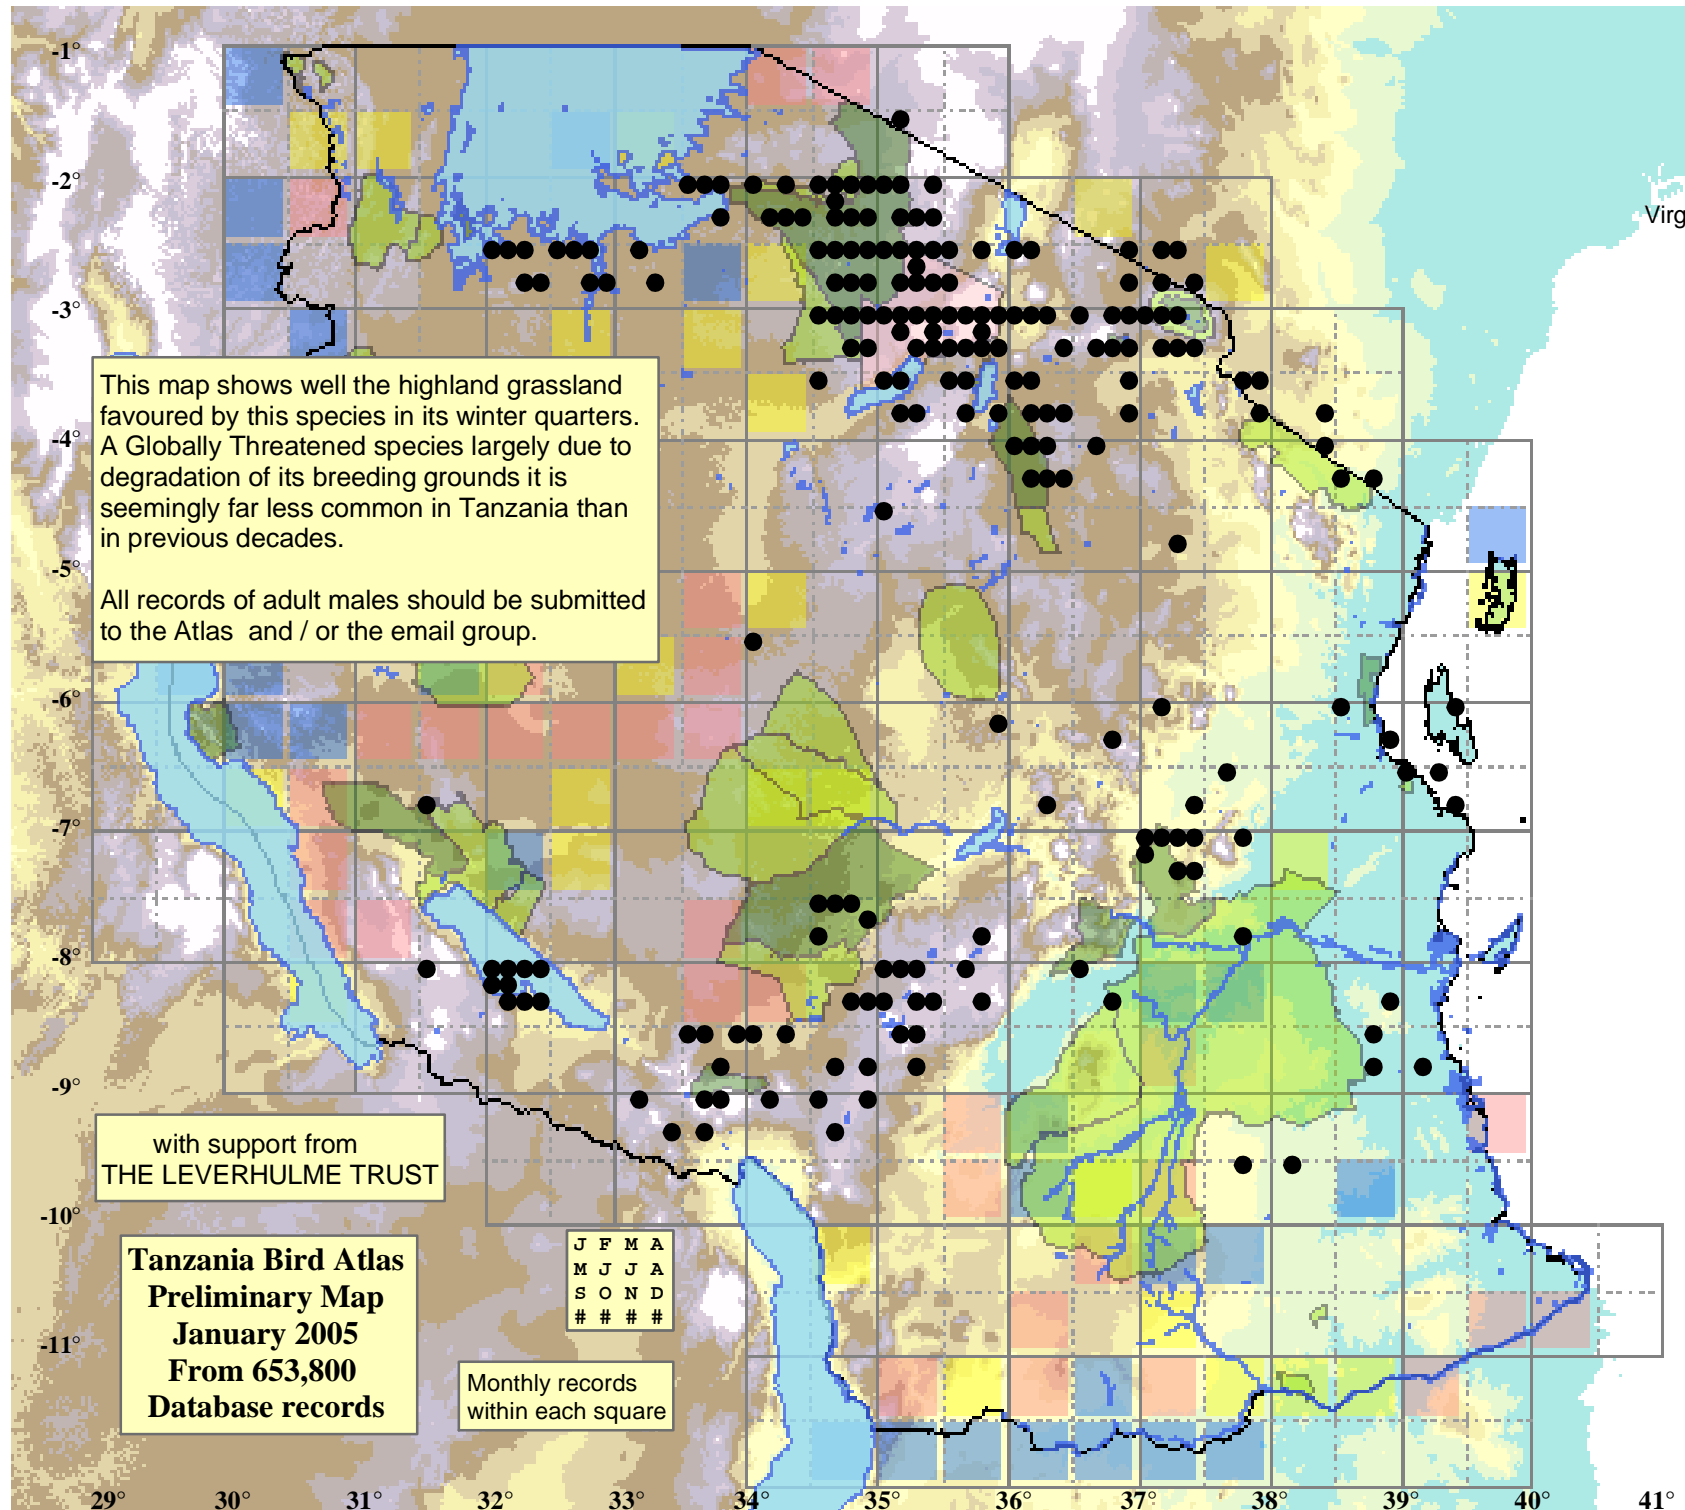 -1°
-2°
Virg
-3°
This map shows well the highland grassland
favoured by this species in its winter quarters.
A Globally Threatened species largely due to
degradation of its breeding grounds it is
seemingly far less common in Tanzania than
in previous decades.
All records of adult males should be submitted
to the Atlas and / or the email group.
-4°
-5°
-6°
-7°
-8°
-9°
with support from
THE LEVERHULME TRUST
-10°
Tanzania Bird Atlas
Preliminary Map
January 2005
From 653,800
Database records
J F M A
M J J A
S O N D
# # # #
-11°
Monthly records
within each square
29° 30° 31° 32° 33° 34° 35° 36° 37° 38° 39° 40° 41°